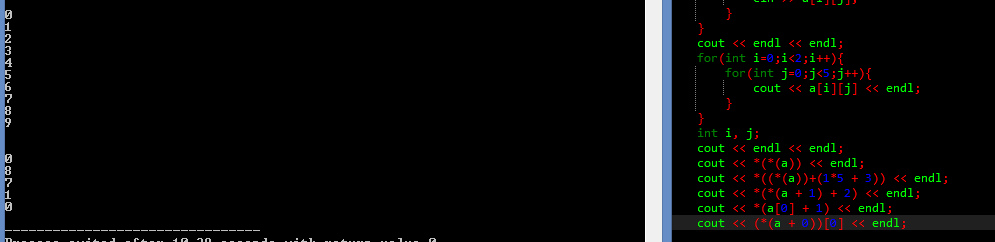 0
1
2
3
4
5
6
7
8
9
0
8
7
1
0
--------------------------------
Process exited after 10.28 seconds with return value 0
cin >> a[i][j];
}
}
cout << endl << endl;
for(int i=0;i<2;i++){
for(int j=0;j<5;j++){
cout << a[i][j] << endl;
}
}
int i, j;
cout << endl << endl;
cout << *(*(a)) << endl;
cout << *((*(a))+(1*5 + 3)) << endl;
cout << *(*(a + 1) + 2) << endl;
cout << *(a[0] + 1) << endl;
cout << (*(a + 0))[0] << endl;